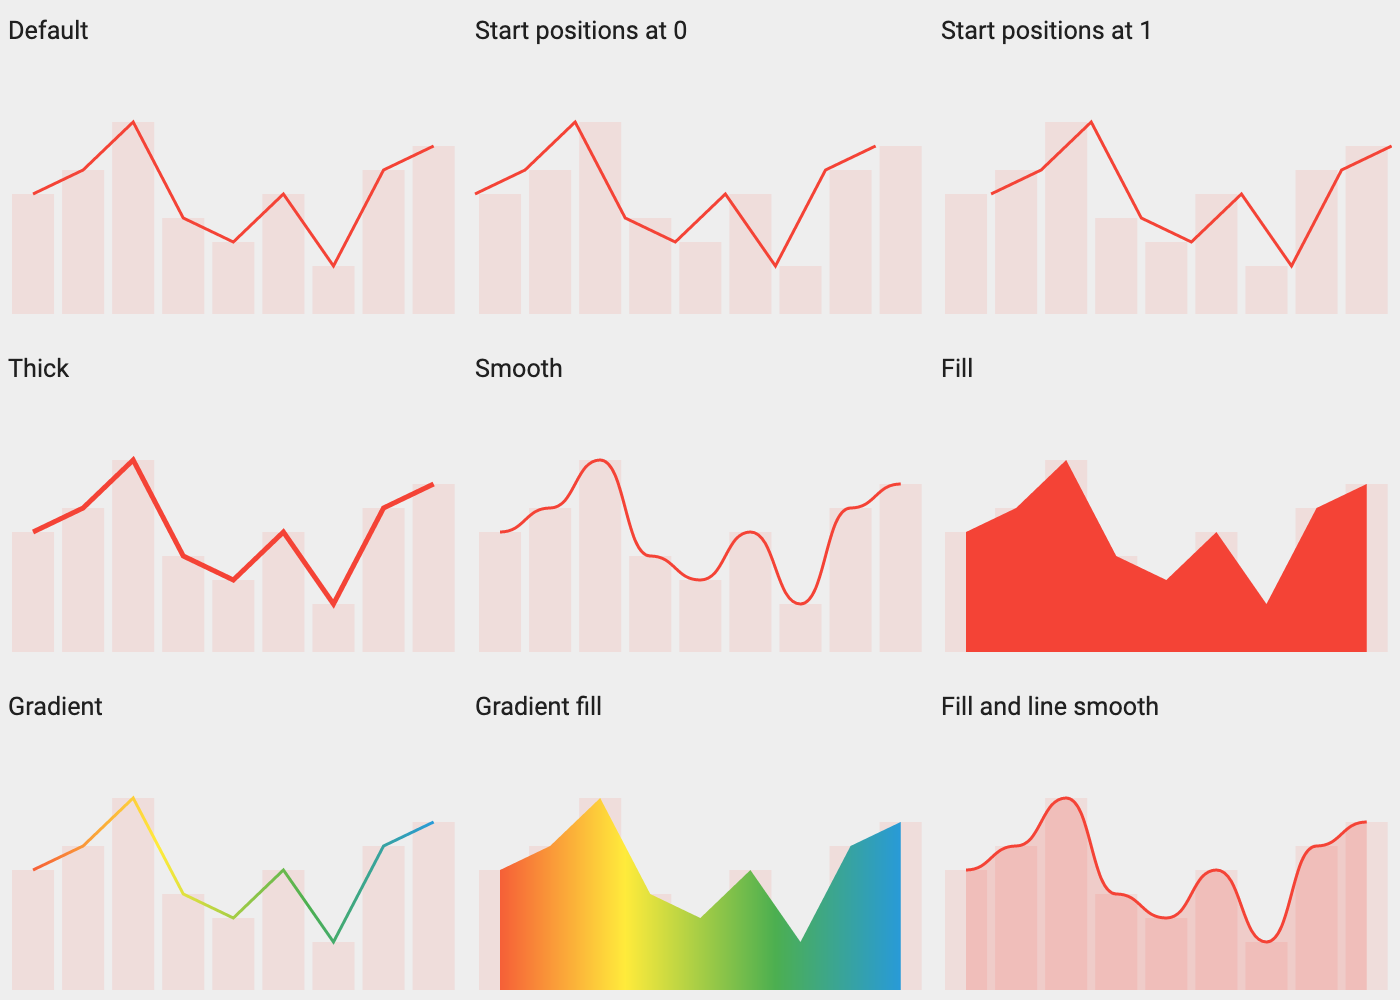 Default
Start positions at 0
Start positions at 1
Thick
Smooth
Fill
Gradient
Gradient fill
Fill and line smooth